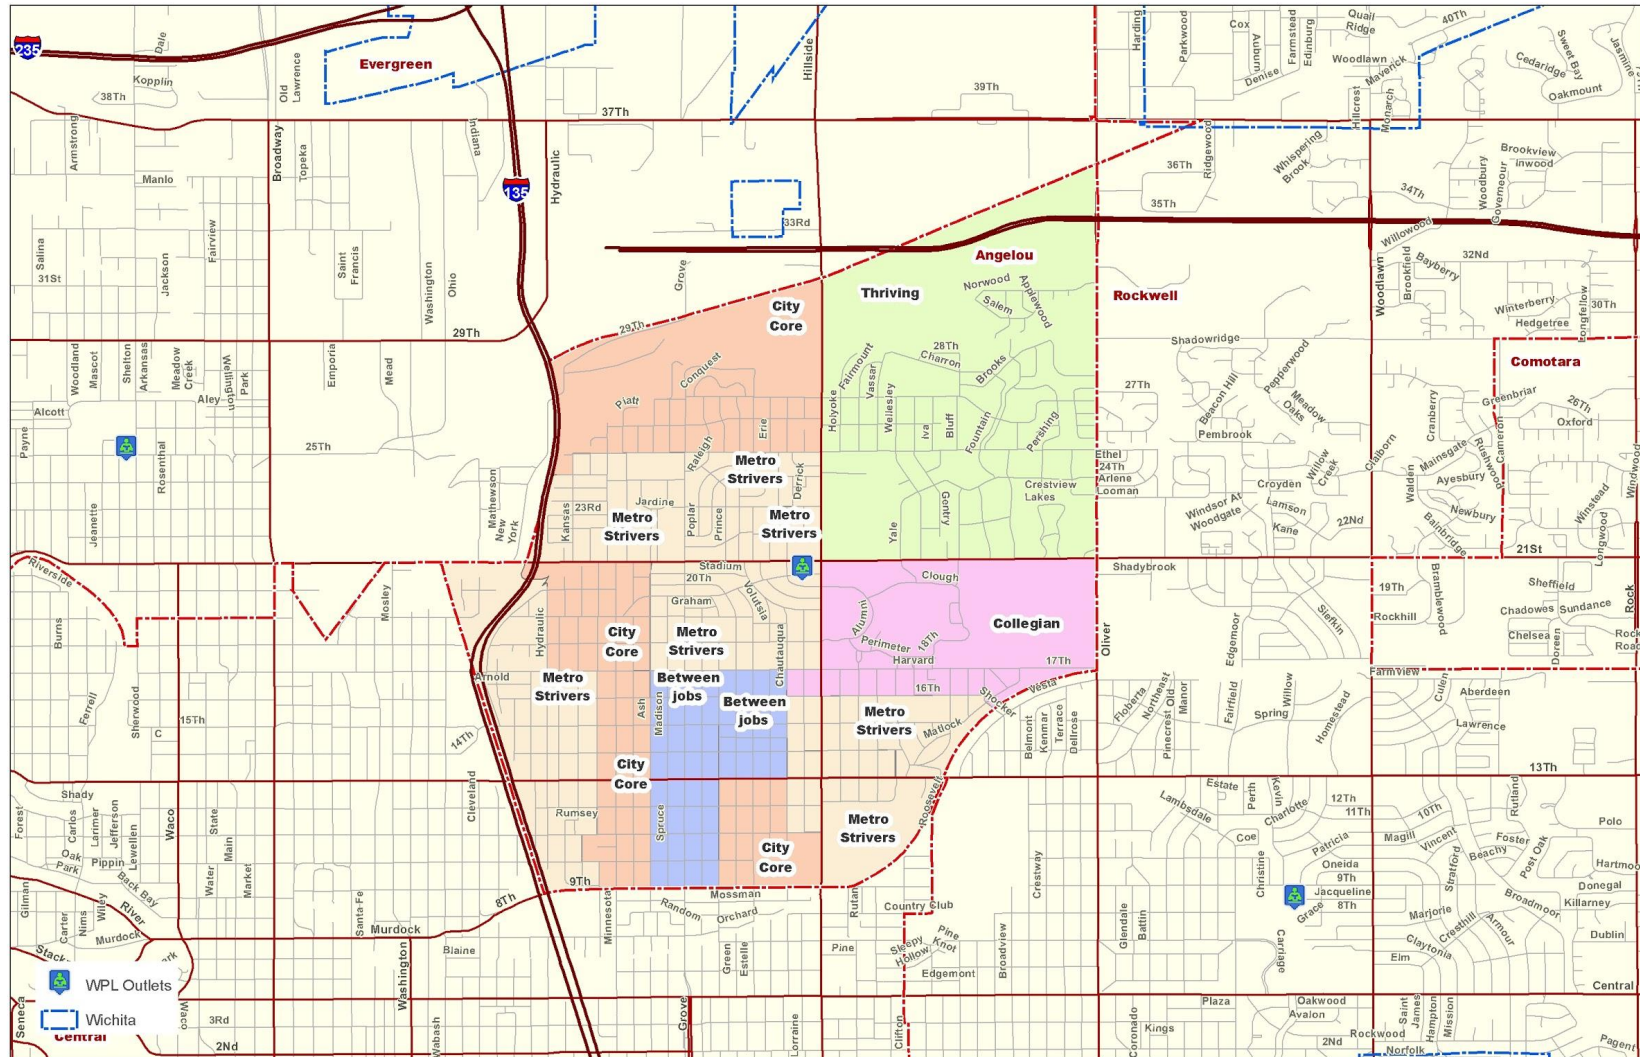 235
Dale
Kopplin
38Th
Old
Lawrence
Evergreen
135
Hillside
37Th
39Th
Harding
Parkwood
Cox
Auburn
Denise
Farmstead
Edinburg
Quail
Ridge
40Th
Woodlawn
Maverick
Hillcrest
Monarch
Sweet Bay
Cedaridge
Oakmount
Jasmine
Armstrong
Manlo
Broadway
Topeka
Indiana
Hydraulic
Ridgewood
36Th
35Th
Whispering
Brook
34Th
Woodbury
Governeour
Brookview
Inwood
Salina
31St
Jackson
Fairview
Saint
Francis
Washington
Ohio
29Th
Grove
33Rd
29Th
City
Core
Thriving
Angelou
Norwood
Salem
Applewood
Rockwell
Willowood
Woodlawn
Brookfield
Bayberry
32Nd
Winterberry
Hedgetree
Longfellow
30Th
Comotara
Woodland
Mascot
Shelton
Arkansas
Meadow
Creek
Wellington
Park
Aley
Alcott
Payne
Rosenthal
Jeanette
Emporia
Mead
25Th
Mathewson
New
York
Conquest
Piatt
Raleigh
Erie
Metro
Strivers
Derrick
Kansas
23Rd
Jardine
Poplar
Prince
Metro
Strivers
Metro
Strivers
Holyoke
Fairmount
Vassar
Wellesley
28Th
Charron
Brooks
Iva
Bluff
Fountain
Pershing
Crestview
Lakes
Gentry
Yale
Shadowridge
27Th
Beacon Hill
Pepperwood
Meadow
Oaks
Pembrook
Ethel
24Th
Arlene
Looman
Windsor At
Woodgate
Croyden
Willow
Creek
Lamson
Kane
22Nd
Claiborn
Cranberry
Greenbriar
26Th
Oxford
Mainsgate
Rushwood
Cameron
Walden
Ayesbury
Newbury
Bainbridge
Winstead
Longwood
Windwood
21St
Riverside
Burns
Ferrell
Sherwood
15Th
C
Mosley
Arnold
14Th
Cleveland
Hydraulic
City
Core
Metro
Strivers
Stadium
20Th
Graham
Volutsia
Metro
Strivers
Chautauqua
Between
jobs
Between
jobs
Ash
Madison
City
Core
Rumsey
Spruce
City
Core
9Th
8Th
Clough
Alumni
Perimeter
18Th
Harvard
Collegian
17Th
16Th
Shocker
Vesta
Metro
Strivers
Matlock
Metro
Strivers
Roosevelt
Oliver
Shadybrook
Edgemoor
Slefkin
19Th
Rockhill
Bramblewood
Sheffield
Chadowes
Sundance
Chelsea
Doreen
Rock
Rock
Road
Farmview
Belmont
Kenmar
Terrace
Dellrose
Floberta
Northeast
Pinecrest
Old
Manor
Fairfield
Spring
Willow
Homestead
Culen
Aberdeen
Lawrence
13Th
Shady
Forest
Carlos
Larimer
Jefferson
Lewellen
Oak
Park
Pippin
Back Bay
Waco
State
Main
Water
Market
Gilman
Carter
Nims
Wiley
River
Murdock
Santa Fe
Murdock
Washington
Blaine
Wabash
Minnesota
Mossman
Random
Orchard
Green
Estelle
Pine
Rutan
Country Club
Sleepy
Hollow
Pine
Knot
Edgemont
Broadview
Crestway
Clifton
Lorraine
Grove
Estate
Perth
Kevin
Charlotte
Lambsdale
Coe
12Th
11Th
Patricia
Oneida
9Th
Jacqueline
8Th
Grace
Christine
Glendale
Battin
Carriage
Magill
10Th
Vincent
Stratford
Beachy
Foster
Post Oak
Rutland
Polo
Hartmoo
Donegal
Killarney
Broadmoor
Dublin
Marjorie
Cresthill
Armour
Claytonia
Elm
Central
Coronado
Kings
Plaza
Oakwood
Avalon
2Nd
Rockwood
Norfolk
Saint
James
Hampton
Mission
Pagent
WPL Outlets
Wichita
Central
Seneca
Waco
3Rd
2Nd